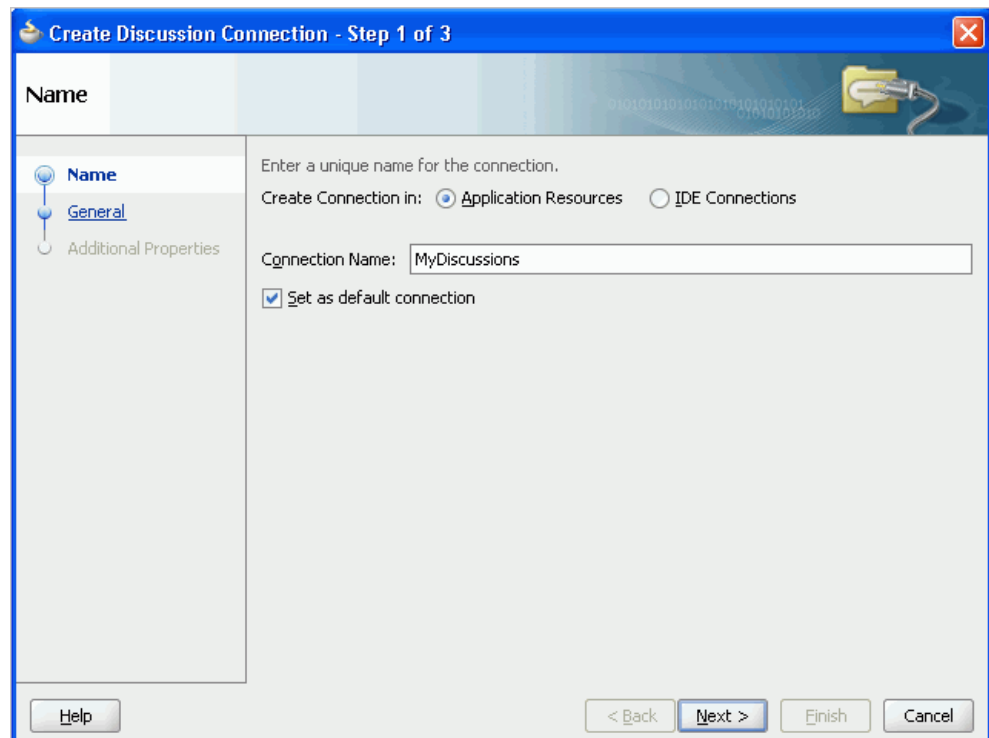 Create Discussion Connection - Step 1 of 3
Name
Name
General
Additional Properties
Enter a unique name for the connection.
Create Connection in: Application Resources IDE Connections
Connection Name: MyDiscussions
Set as default connection
Help < Back Next > Finish Cancel